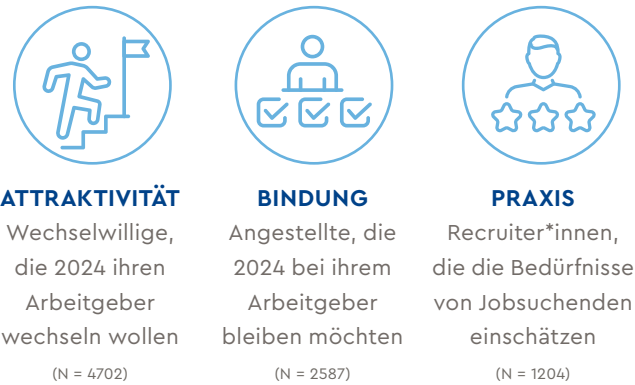 ATTRAKTIVITÄT
Wechselwillige,
die 2024 ihren
Arbeitgeber
wechseln wollen
(N = 4702)
BINDUNG
Angestellte, die
2024 bei ihrem
Arbeitgeber
bleiben möchten
(N = 2587)
PRAXIS
Recruiter*innen,
die die Bedürfnisse
von Jobsuchenden
einschätzen
(N = 1204)